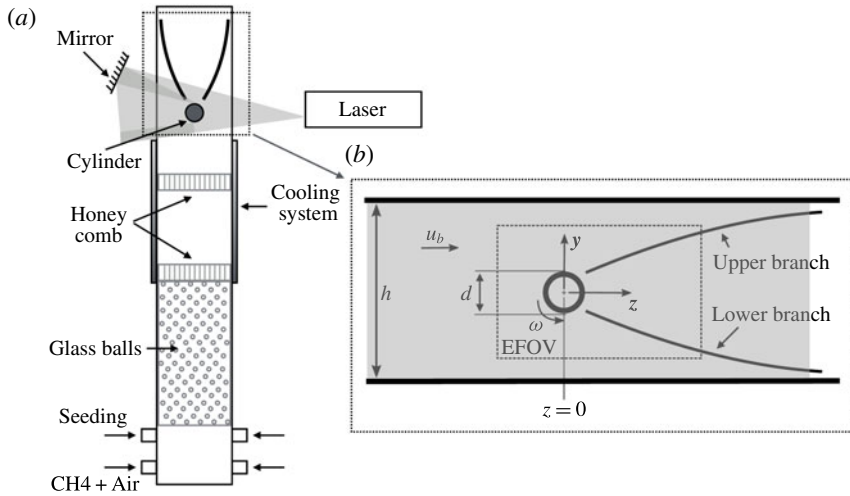 (a)
Mirror
Laser
Cylinder
Cooling
system
Honey
comb
Glass balls
Seeding
CH4 + Air
(b)
u_b
y
Upper branch
h
d
z
Lower branch
ω
EFOV
z = 0